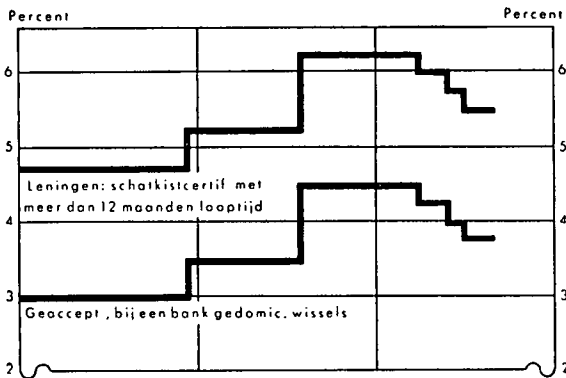 Percent Percent
6 6
5 5
Leningen: schatkistcertif met
meer dan 12 maanden looptijd
4 4
3 3
Geaccept, bij een bank gedomic. wissels
2 2